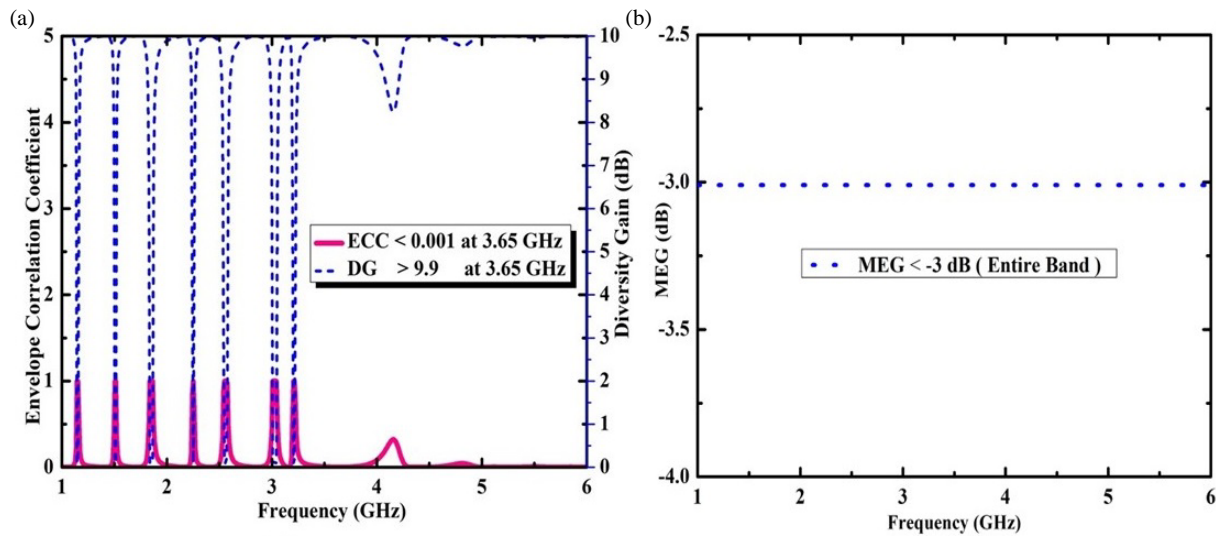 (a)
5
4
3
2
1
0
Envelope Correlation Coefficient
10
9
8
7
6
5
4
3
2
1
0
Diversity Gain (dB)
ECC < 0.001 at 3.65 GHz
DG > 9.9 at 3.65 GHz
1 2 3 4 5 6
Frequency (GHz)
(b)
-2.5
-3.0
-3.5
-4.0
MEG (dB)
MEG < -3 dB ( Entire Band )
1 2 3 4 5 6
Frequency (GHz)